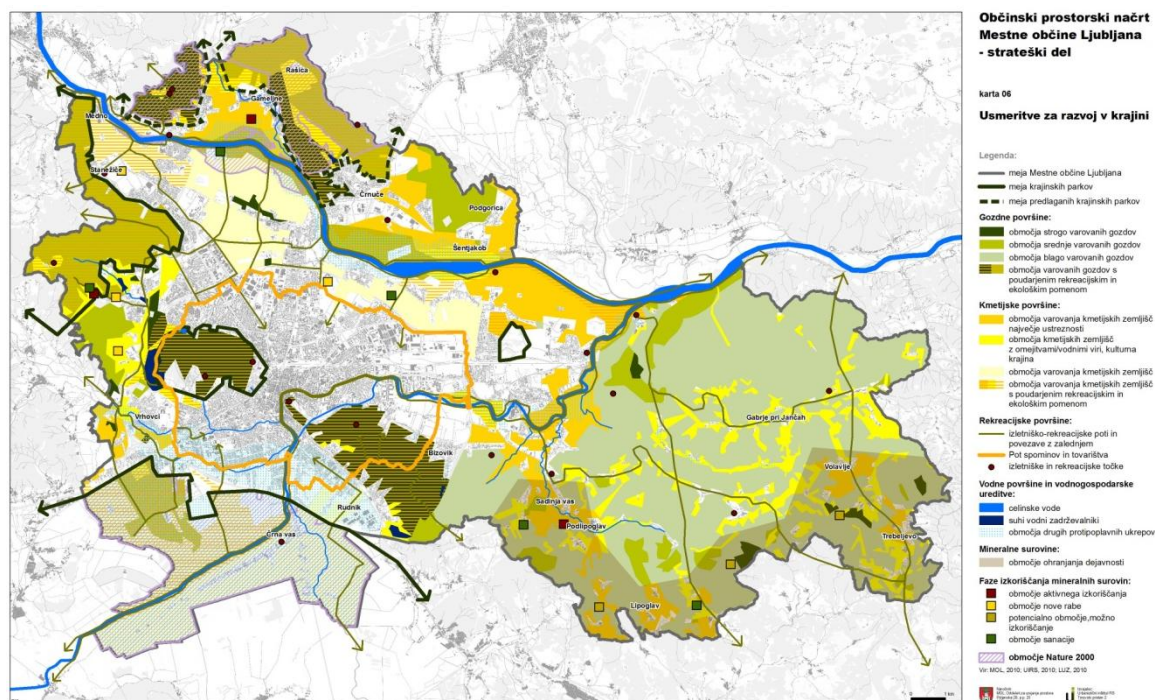 Občinski prostorski načrt
Mestne občine Ljubljana
- strateški del
karta 06
Usmeritve za razvoj v krajini
Legenda:
meja Mestne občine Ljubljana
meja krajinskih parkov
meja predlaganih krajinskih parkov
Gozdne površine:
območja strogo varovanih gozdov
območja srednje varovanih gozdov
območja blago varovanih gozdov
območja varovanih gozdov s
poudarjenim rekreacijskim in
ekološkim pomenom
Kmetijske površine:
območja varovanja kmetijskih zemljišč
največje ustreznosti
območja kmetijskih zemljišč
z omejitvami/vodnimi viri, kulturna
krajina
območja varovanja kmetijskih zemljišč
območja varovanja kmetijskih zemljišč
s poudarjenim rekreacijskim in
ekološkim pomenom
Rekreacijske površine:
izletniško-rekreacijske poti in
povezave z zaledjem
Pot spominov in tovarištva
izletniške in rekreacijske točke
Vodne površine in vodnogospodarske
ureditve:
celinske vode
suhi vodni zadrževalniki
območja drugih protipoplavnih ukrepov
Mineralne surovine:
območje ohranjanja dejavnosti
Faze izkoriščanja mineralnih surovin:
območje aktivnega izkoriščanja
območje nove rabe
potencialno območje,možno
izkoriščanje
območje sanacije
območje Nature 2000
Vir: MOL, 2010; UIRS, 2010; LUZ, 2010
Rašica
Gameljne
Medno
Stanežiče
Črnuče
Podgorica
Šentjakob
Vrhovci
Bizovik
Rudnik
Črna vas
Gabrje pri Jančah
Volavlje
Sadinja vas
Podlipoglav
Trebeljevo
Lipoglav
0 1 km